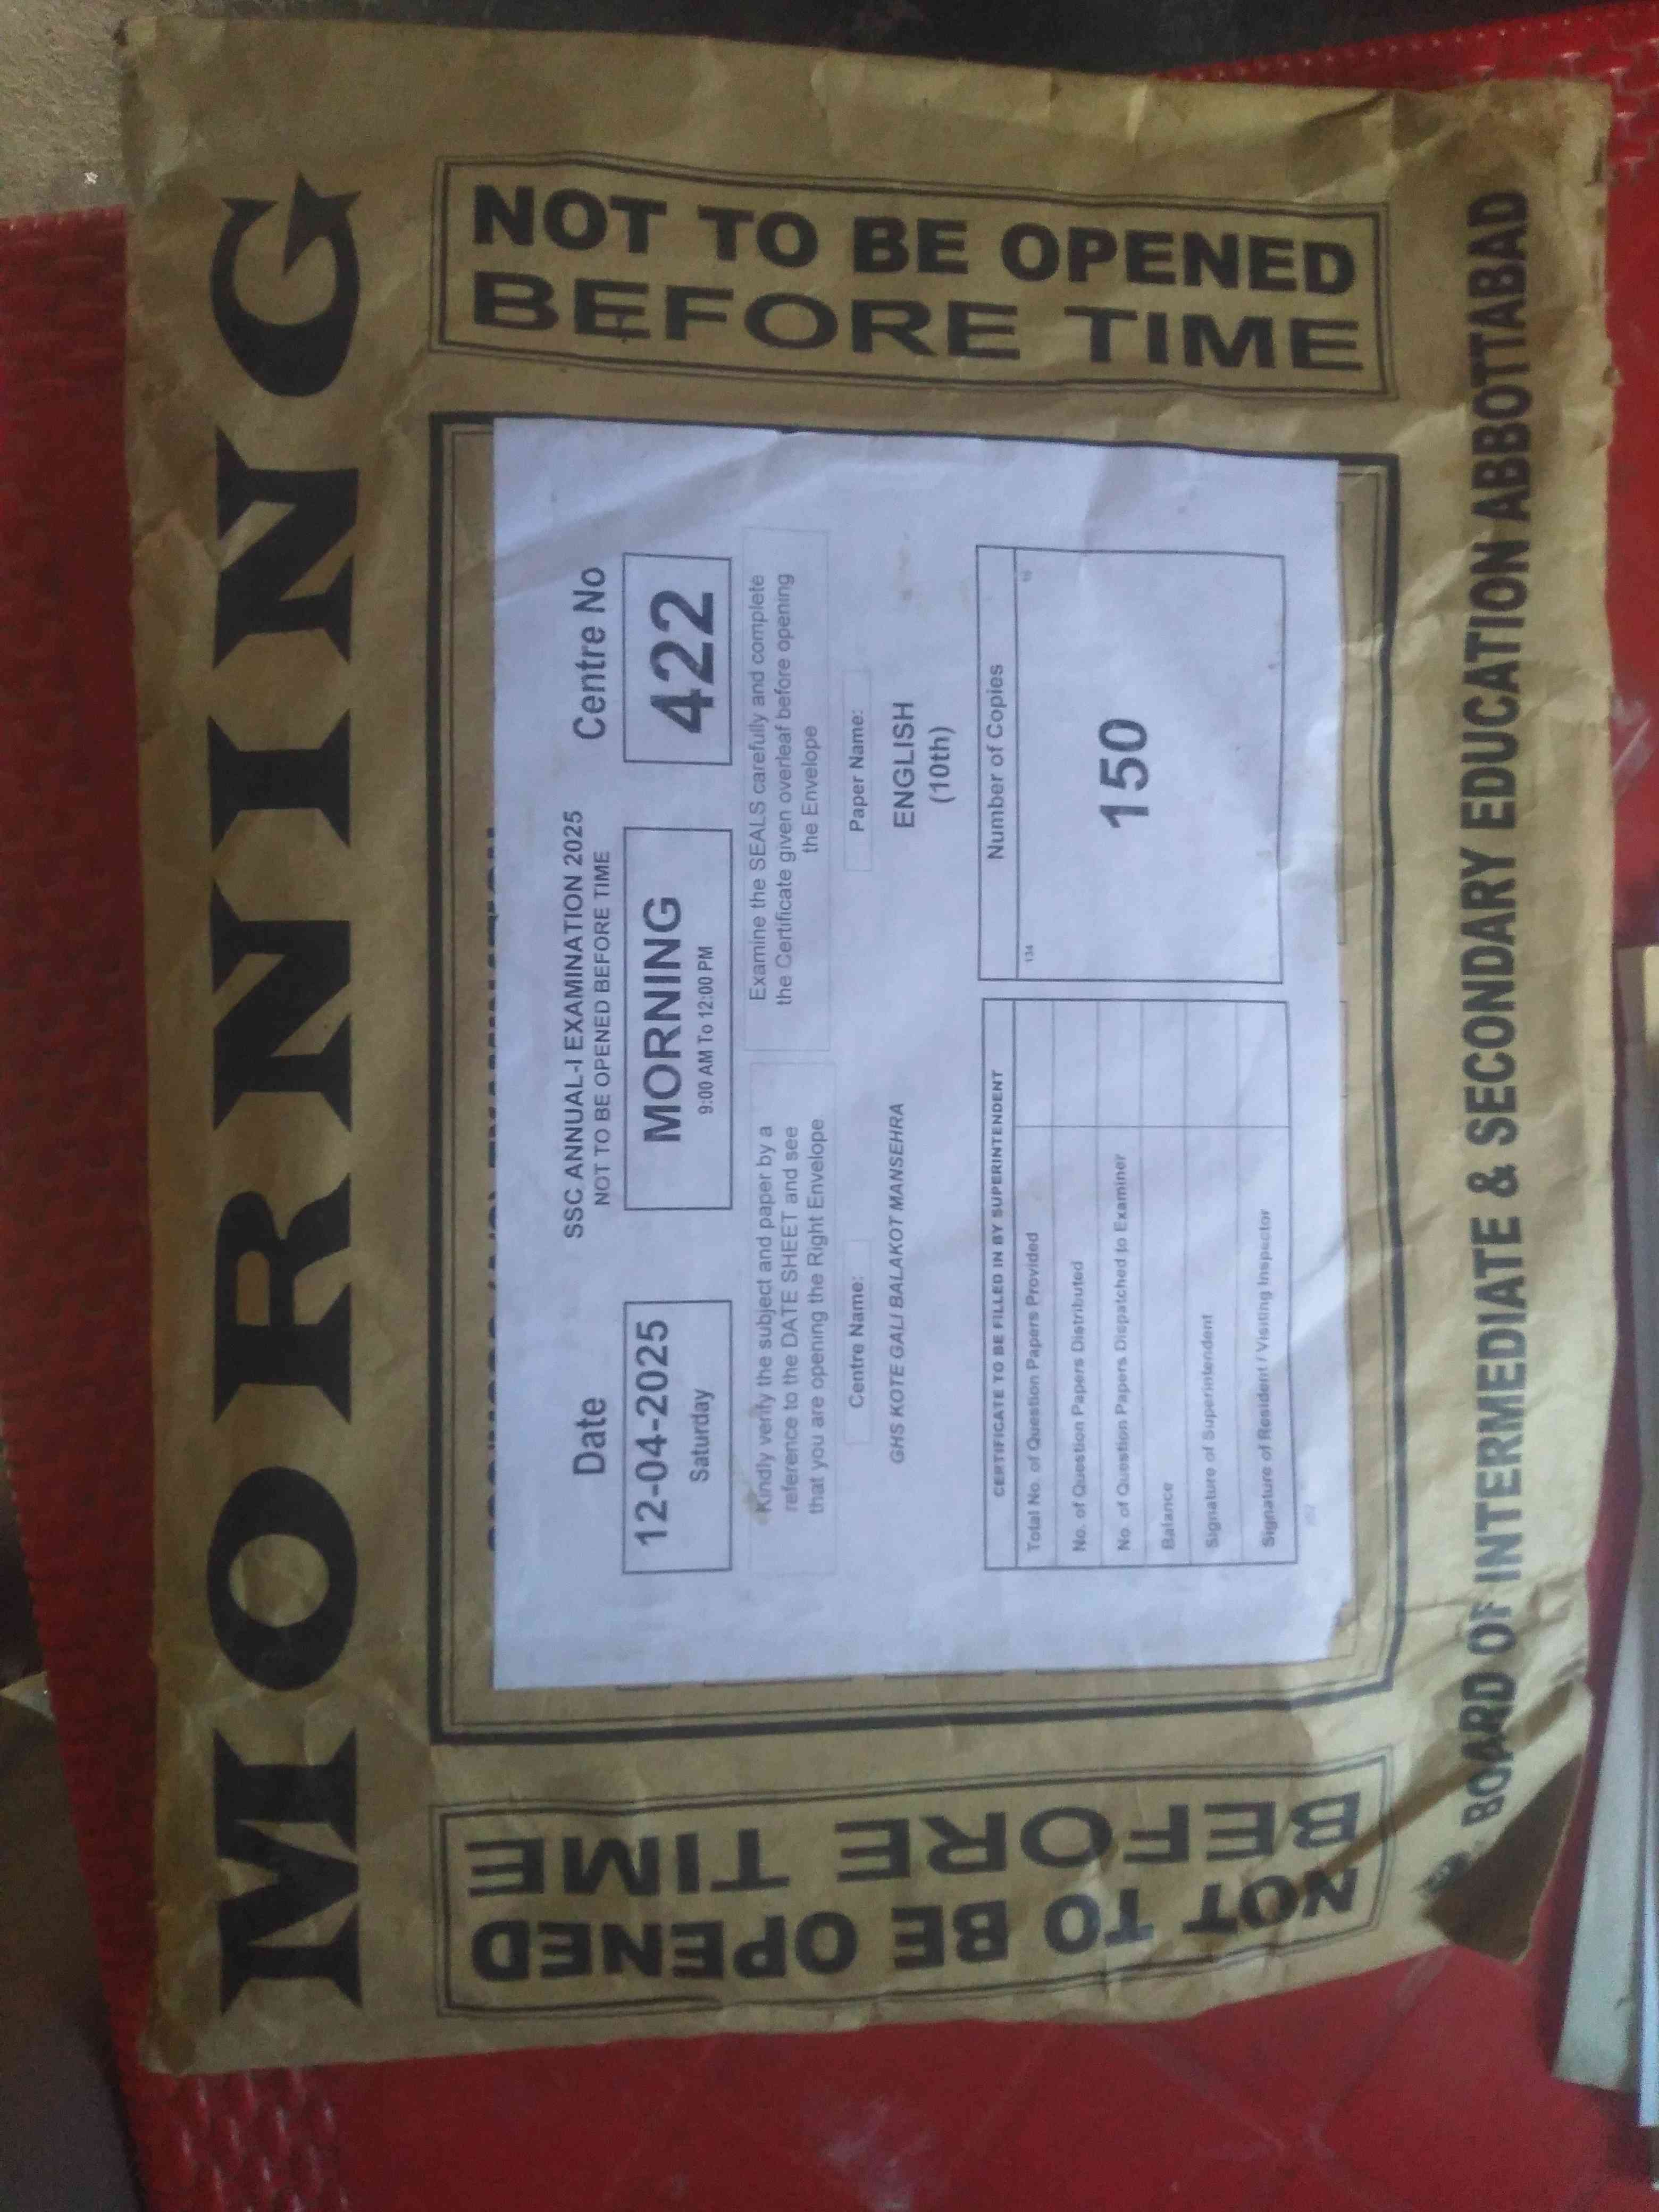 MORNING
NOT TO BE OPENED
BEFORE TIME
SSC ANNUAL-I EXAMINATION 2025
NOT TO BE OPENED BEFORE TIME
Date
12-04-2025
Saturday
MORNING
9:00 AM To 12:00 PM
Centre No
422
Kindly verify the subject and paper by a
reference to the DATE SHEET and see
that you are opening the Right Envelope
Examine the SEALS carefully and complete
the Certificate given overleaf before opening
the Envelope
Centre Name:
GHS KOTE GALI BALAKOT MANSEHRA
Paper Name:
ENGLISH
(10th)
CERTIFICATE TO BE FILLED IN BY SUPERINTENDENT
Total No. of Question Papers Provided
No. of Question Papers Distributed
No. of Question Papers Dispatched to Examiner
Balance
Signature of Superintendent
Signature of Resident / Visiting Inspector
Number of Copies
134
16
150
NOT TO BE OPENED
BEFORE TIME
BOARD OF INTERMEDIATE & SECONDARY EDUCATION ABBOTTABAD